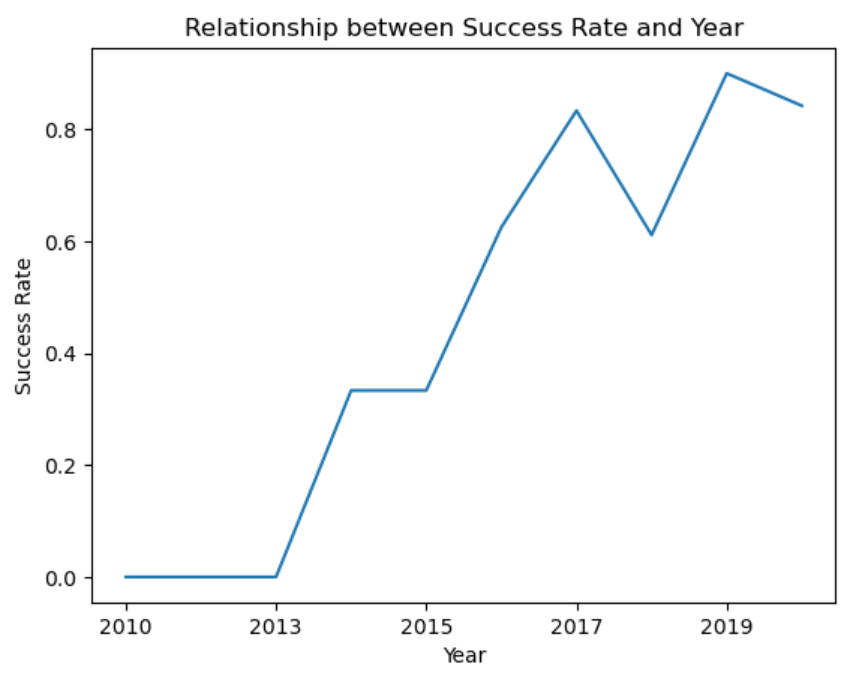 Relationship between Success Rate and Year
0.8
0.6
0.4
0.2
0.0
Success Rate
2010 2013 2015 2017 2019
Year